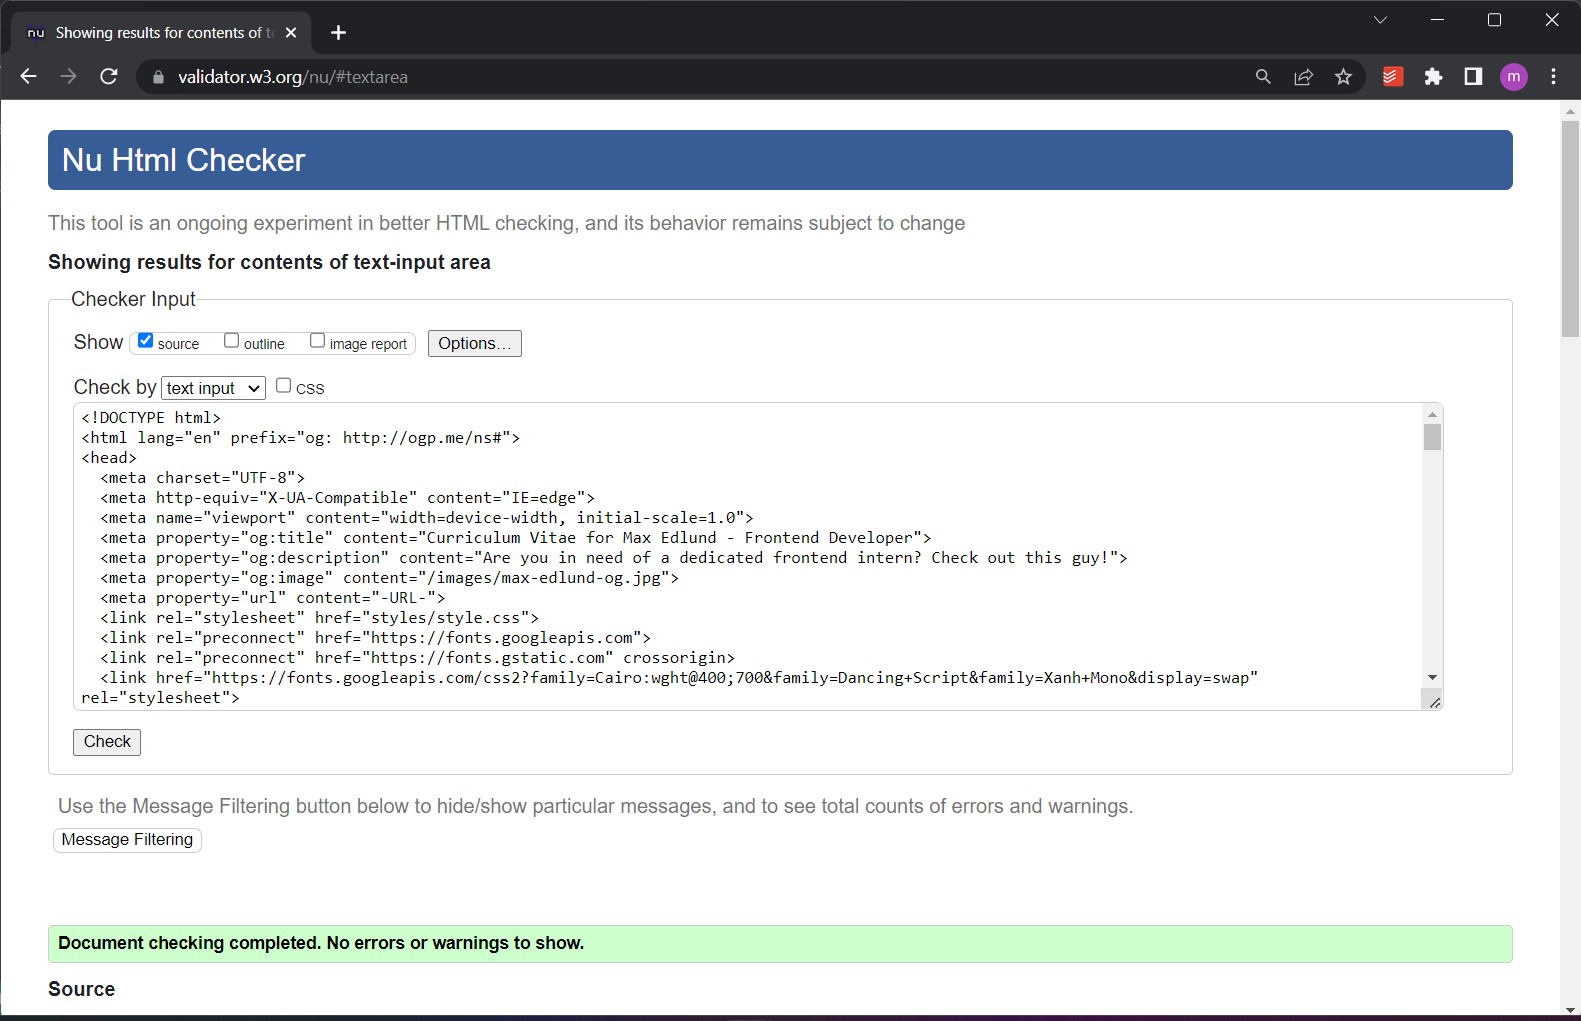 nu Showing results for contents of t
validator.w3.org/nu/#textarea
m
Nu Html Checker
This tool is an ongoing experiment in better HTML checking, and its behavior remains subject to change
Showing results for contents of text-input area
Checker Input
Show source outline image report Options...
Check by text input CSS
<!DOCTYPE html>
<html lang="en" prefix="og: http://ogp.me/ns#">
<head>
<meta charset="UTF-8">
<meta http-equiv="X-UA-Compatible" content="IE=edge">
<meta name="viewport" content="width=device-width, initial-scale=1.0">
<meta property="og:title" content="Curriculum Vitae for Max Edlund - Frontend Developer">
<meta property="og:description" content="Are you in need of a dedicated frontend intern? Check out this guy!">
<meta property="og:image" content="/images/max-edlund-og.jpg">
<meta property="url" content="-URL-">
<link rel="stylesheet" href="styles/style.css">
<link rel="preconnect" href="https://fonts.googleapis.com">
<link rel="preconnect" href="https://fonts.gstatic.com" crossorigin>
<link href="https://fonts.googleapis.com/css2?family=Cairo:wght@400;700&family=Dancing+Script&family=Xanh+Mono&display=swap"
rel="stylesheet">
Check
Use the Message Filtering button below to hide/show particular messages, and to see total counts of errors and warnings.
Message Filtering
Document checking completed. No errors or warnings to show.
Source